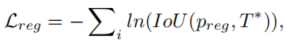 ℒ_reg = −∑_i ln(IoU(p_reg, T*)),